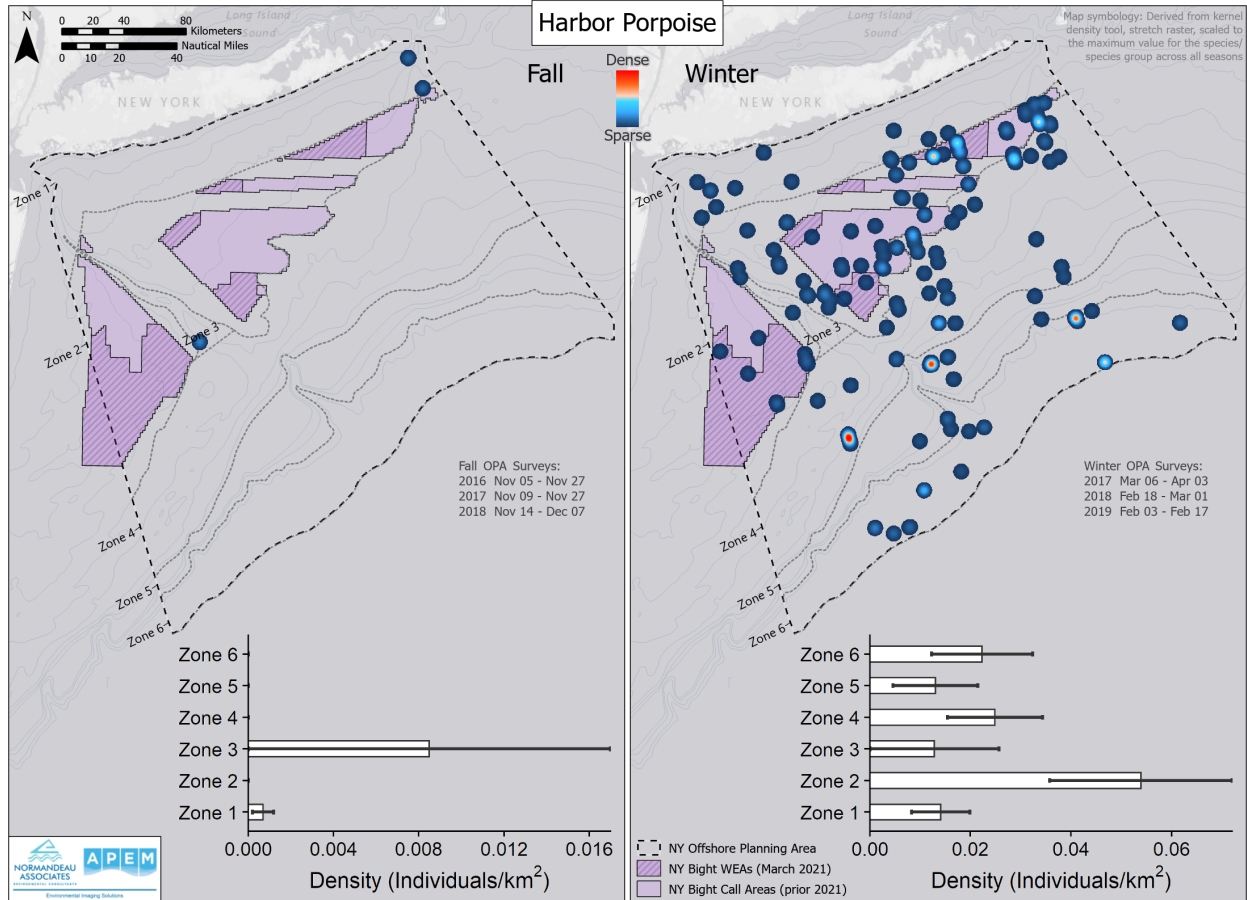 Harbor Porpoise
N
0 20 40 80
Kilometers
Nautical Miles
0 10 20 40
Long Island
Sound
NEW YORK
Fall
Dense
Sparse
Zone 1
Zone 2
Zone 3
Zone 4
Zone 5
Zone 6
Fall OPA Surveys:
2016 Nov 05 - Nov 27
2017 Nov 09 - Nov 27
2018 Nov 14 - Dec 07
Zone 6
Zone 5
Zone 4
Zone 3
Zone 2
Zone 1
0.000 0.004 0.008 0.012 0.016
Density (Individuals/km²)
NORMANDEAU
ASSOCIATES
ENVIRONMENTAL CONSULTANTS
APEM
Environmental Imaging Solutions
Winter
Long Island
Sound
Map symbology: Derived from kernel
density tool, stretch raster, scaled to
the maximum value for the species/
species group across all seasons
NEW YORK
Zone 1
Zone 2
Zone 3
Zone 4
Zone 5
Zone 6
Winter OPA Surveys:
2017 Mar 06 - Apr 03
2018 Feb 18 - Mar 01
2019 Feb 03 - Feb 17
Zone 6
Zone 5
Zone 4
Zone 3
Zone 2
Zone 1
0.00 0.02 0.04 0.06
Density (Individuals/km²)
NY Offshore Planning Area
NY Bight WEAs (March 2021)
NY Bight Call Areas (prior 2021)